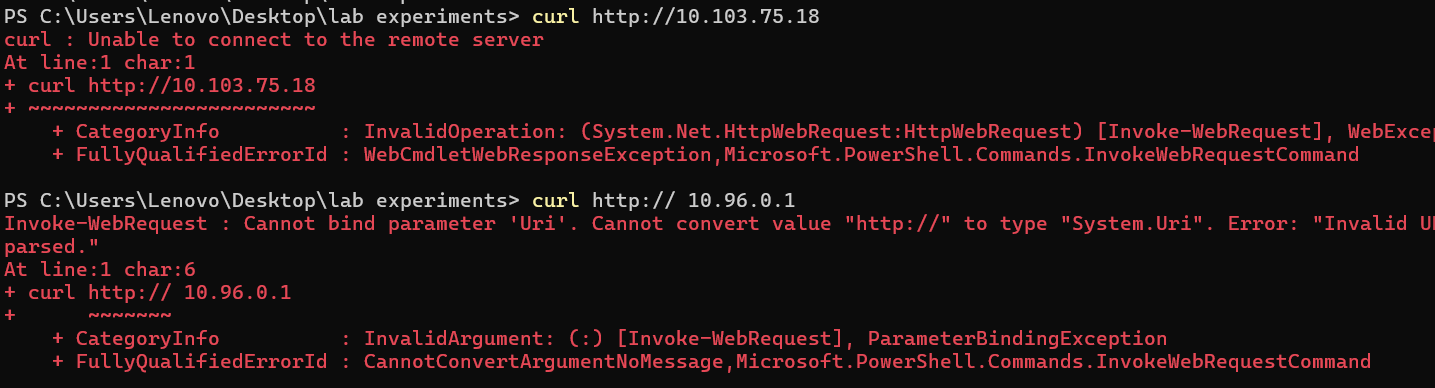 PS C:\Users\Lenovo\Desktop\lab experiments> curl http://10.103.75.18
curl : Unable to connect to the remote server
At line:1 char:1
+ curl http://10.103.75.18
+ ~~~~~~~~~~~~~~~~~~~~~~~~
    + CategoryInfo          : InvalidOperation: (System.Net.HttpWebRequest:HttpWebRequest) [Invoke-WebRequest], WebExcep
    + FullyQualifiedErrorId : WebCmdletWebResponseException,Microsoft.PowerShell.Commands.InvokeWebRequestCommand

PS C:\Users\Lenovo\Desktop\lab experiments> curl http:// 10.96.0.1
Invoke-WebRequest : Cannot bind parameter 'Uri'. Cannot convert value "http://" to type "System.Uri". Error: "Invalid
parsed."
At line:1 char:6
+ curl http:// 10.96.0.1
+      ~~~~~~~
    + CategoryInfo          : InvalidArgument: (:) [Invoke-WebRequest], ParameterBindingException
    + FullyQualifiedErrorId : CannotConvertArgumentNoMessage,Microsoft.PowerShell.Commands.InvokeWebRequestCommand